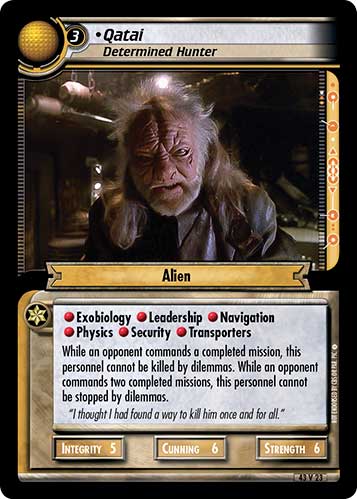 3
• Qatai
Determined Hunter
Alien
Exobiology Leadership Navigation
Physics Security Transporters
While an opponent commands a completed mission, this
personnel cannot be killed by dilemmas. While an opponent
commands two completed missions, this personnel cannot
be stopped by dilemmas.
"I thought I had found a way to kill him once and for all."
INTEGRITY 5 CUNNING 6 STRENGTH 6
43 V 23